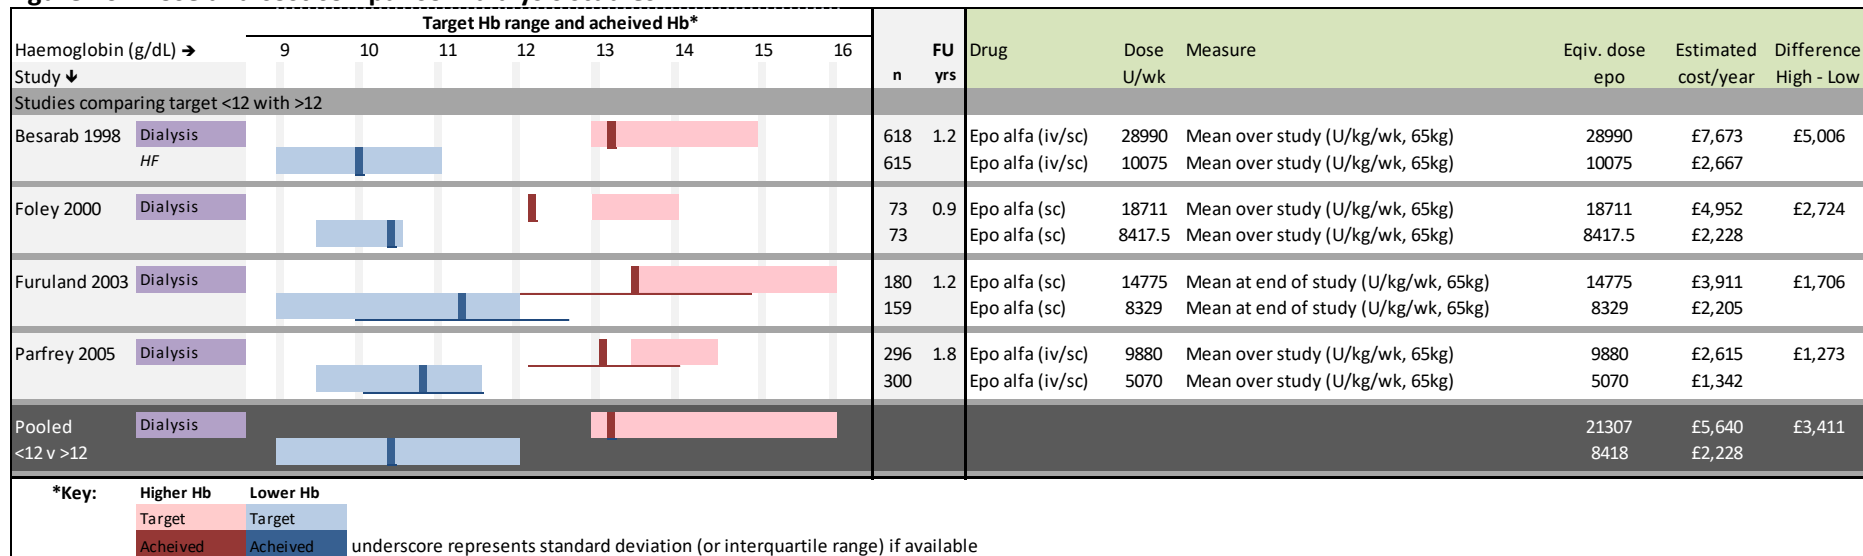 Target Hb range and acheived Hb*
Haemoglobin (g/dL) → 9 10 11 12 13 14 15 16 FU Drug Dose Measure Eqiv. dose Estimated Difference
Study ↓ n yrs U/wk epo cost/year High - Low
Studies comparing target <12 with >12
Besarab 1998 Dialysis 618 1.2 Epo alfa (iv/sc) 28990 Mean over study (U/kg/wk, 65kg) 28990 £7,673 £5,006
HF 615 Epo alfa (iv/sc) 10075 Mean over study (U/kg/wk, 65kg) 10075 £2,667
Foley 2000 Dialysis 73 0.9 Epo alfa (sc) 18711 Mean over study (U/kg/wk, 65kg) 18711 £4,952 £2,724
73 Epo alfa (sc) 8417.5 Mean over study (U/kg/wk, 65kg) 8417.5 £2,228
Furuland 2003 Dialysis 180 1.2 Epo alfa (sc) 14775 Mean at end of study (U/kg/wk, 65kg) 14775 £3,911 £1,706
159 Epo alfa (sc) 8329 Mean at end of study (U/kg/wk, 65kg) 8329 £2,205
Parfrey 2005 Dialysis 296 1.8 Epo alfa (iv/sc) 9880 Mean over study (U/kg/wk, 65kg) 9880 £2,615 £1,273
300 Epo alfa (iv/sc) 5070 Mean over study (U/kg/wk, 65kg) 5070 £1,342
Pooled Dialysis 21307 £5,640 £3,411
<12 v >12 8418 £2,228
*Key: Higher Hb Lower Hb
Target Target
Acheived Acheived underscore represents standard deviation (or interquartile range) if available